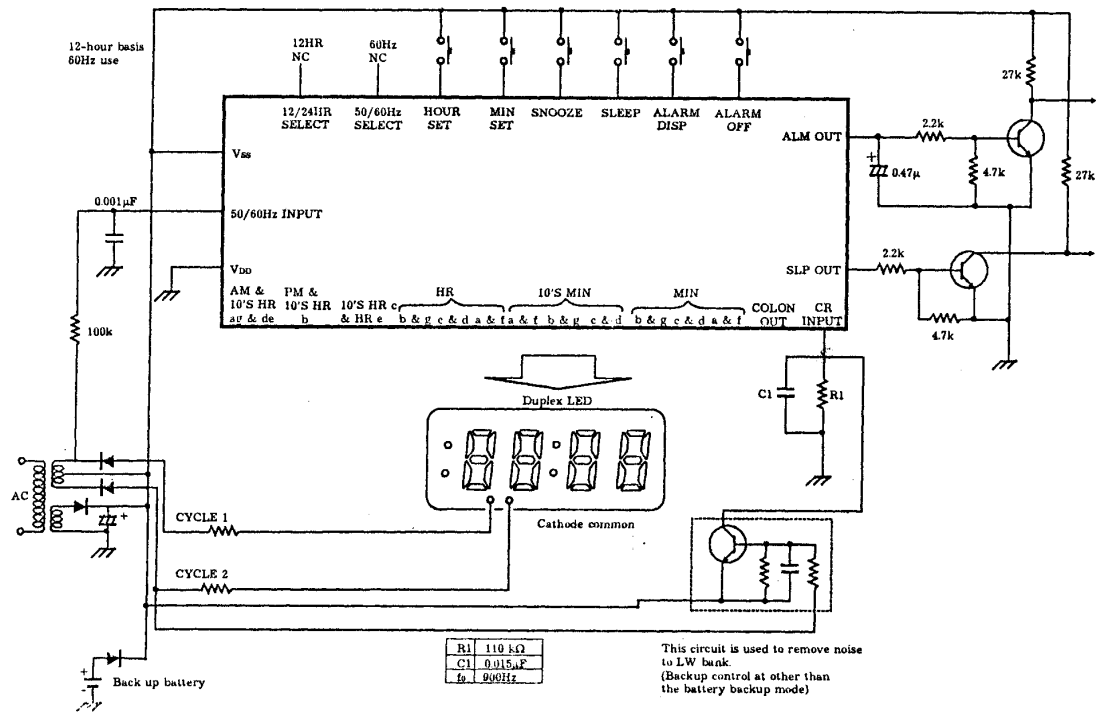 12-hour basis
60Hz use
12HR
NC
60Hz
NC
12/24HR
SELECT
50/60Hz
SELECT
HOUR
SET
MIN
SET
SNOOZE
SLEEP
ALARM
DISP
ALARM
OFF
27k
ALM OUT
2.2k
+
0.47μ
4.7k
27k
VSS
0.001μF
50/60Hz INPUT
VDD
SLP OUT
2.2k
4.7k
AM &
10'S HR
ag & de
PM &
10'S HR
b
10'S HR c
& HR e
HR
b & g c & d a & f
10'S MIN
a & f b & g c & d
MIN
b & g c & d a & f
COLON
OUT
CR
INPUT
100k
Duplex LED
C1
R1
AC
+
Cathode common
CYCLE 1
CYCLE 2
R1 110 kΩ
C1 0.015μF
fo 900Hz
This circuit is used to remove noise
to LW bank.
(Backup control at other than
the battery backup mode)
+
-
Back up battery